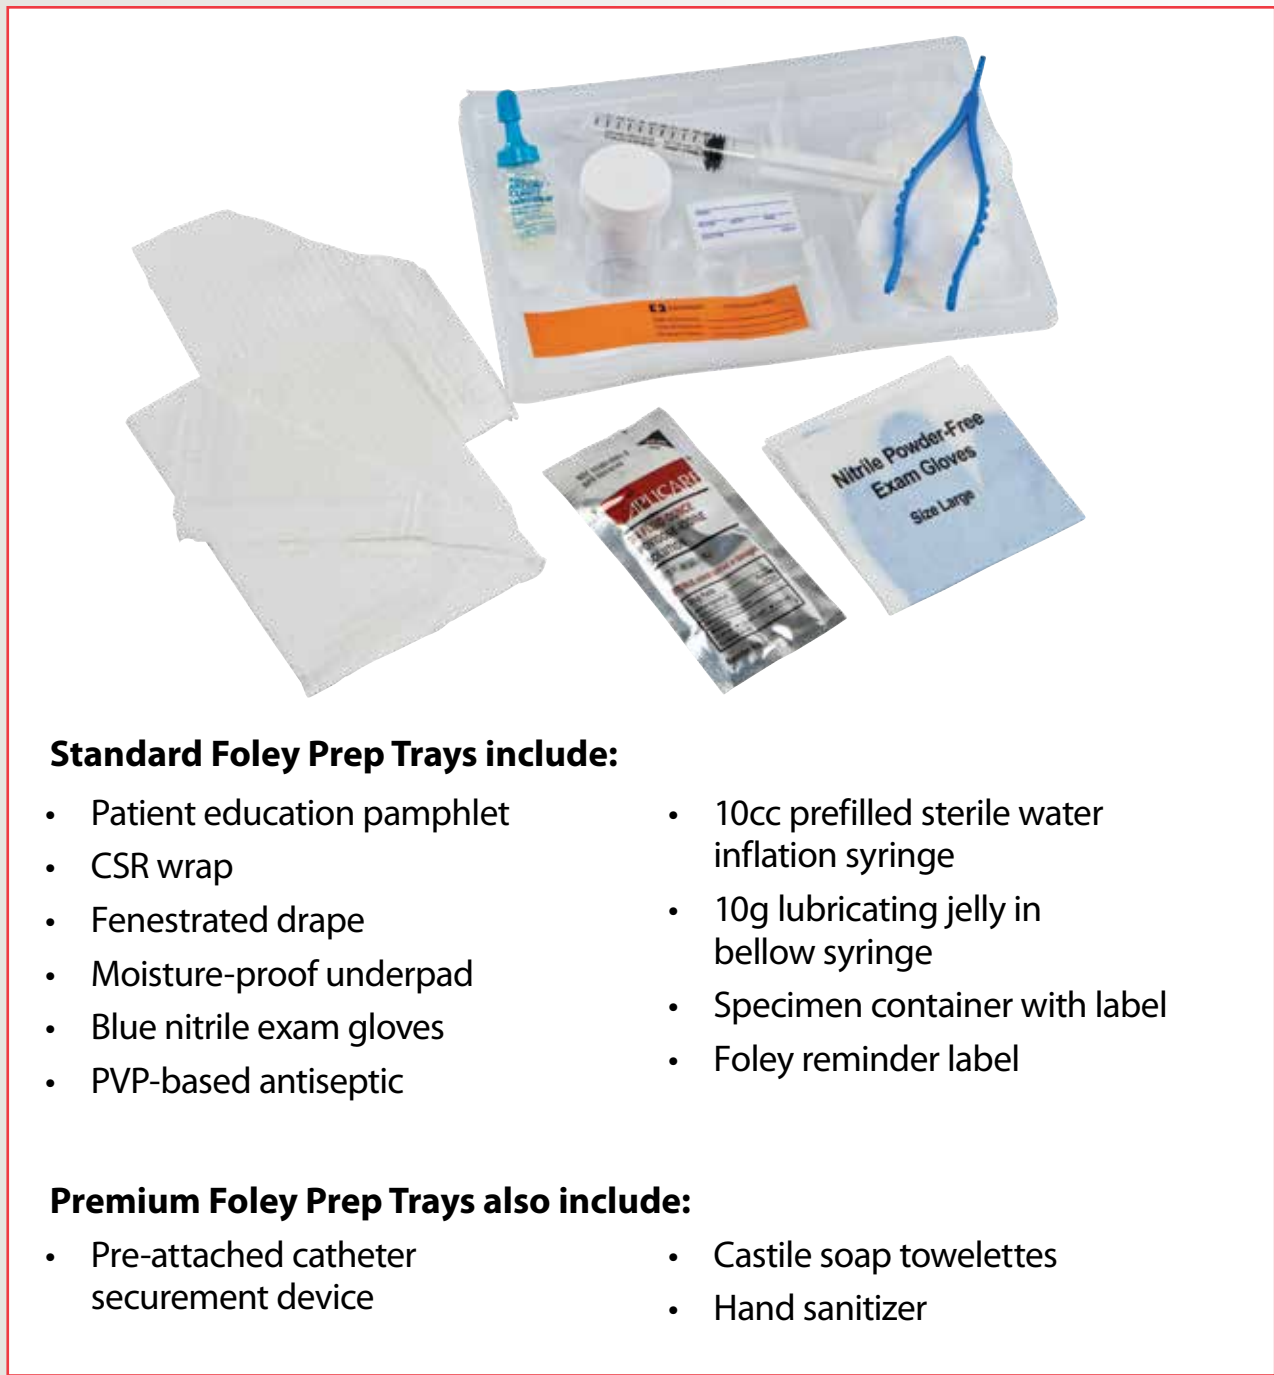 APLICARE
Nitrile Powder-Free
Exam Gloves
Size Large
Standard Foley Prep Trays include:
• Patient education pamphlet
• CSR wrap
• Fenestrated drape
• Moisture-proof underpad
• Blue nitrile exam gloves
• PVP-based antiseptic
• 10cc prefilled sterile water
inflation syringe
• 10g lubricating jelly in
bellow syringe
• Specimen container with label
• Foley reminder label
Premium Foley Prep Trays also include:
• Pre-attached catheter
securement device
• Castile soap towelettes
• Hand sanitizer